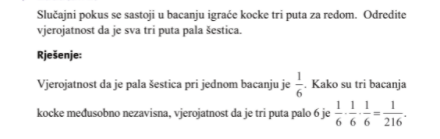 Slučajni pokus se sastoji u bacanju igraće kocke tri puta za redom. Odredite
vjerojatnost da je sva tri puta pala šestica.
Rješenje:
Vjerojatnost da je pala šestica pri jednom bacanju je 1/6. Kako su tri bacanja
kocke međusobno nezavisna, vjerojatnost da je tri puta palo 6 je 1/6 · 1/6 · 1/6 = 1/216.